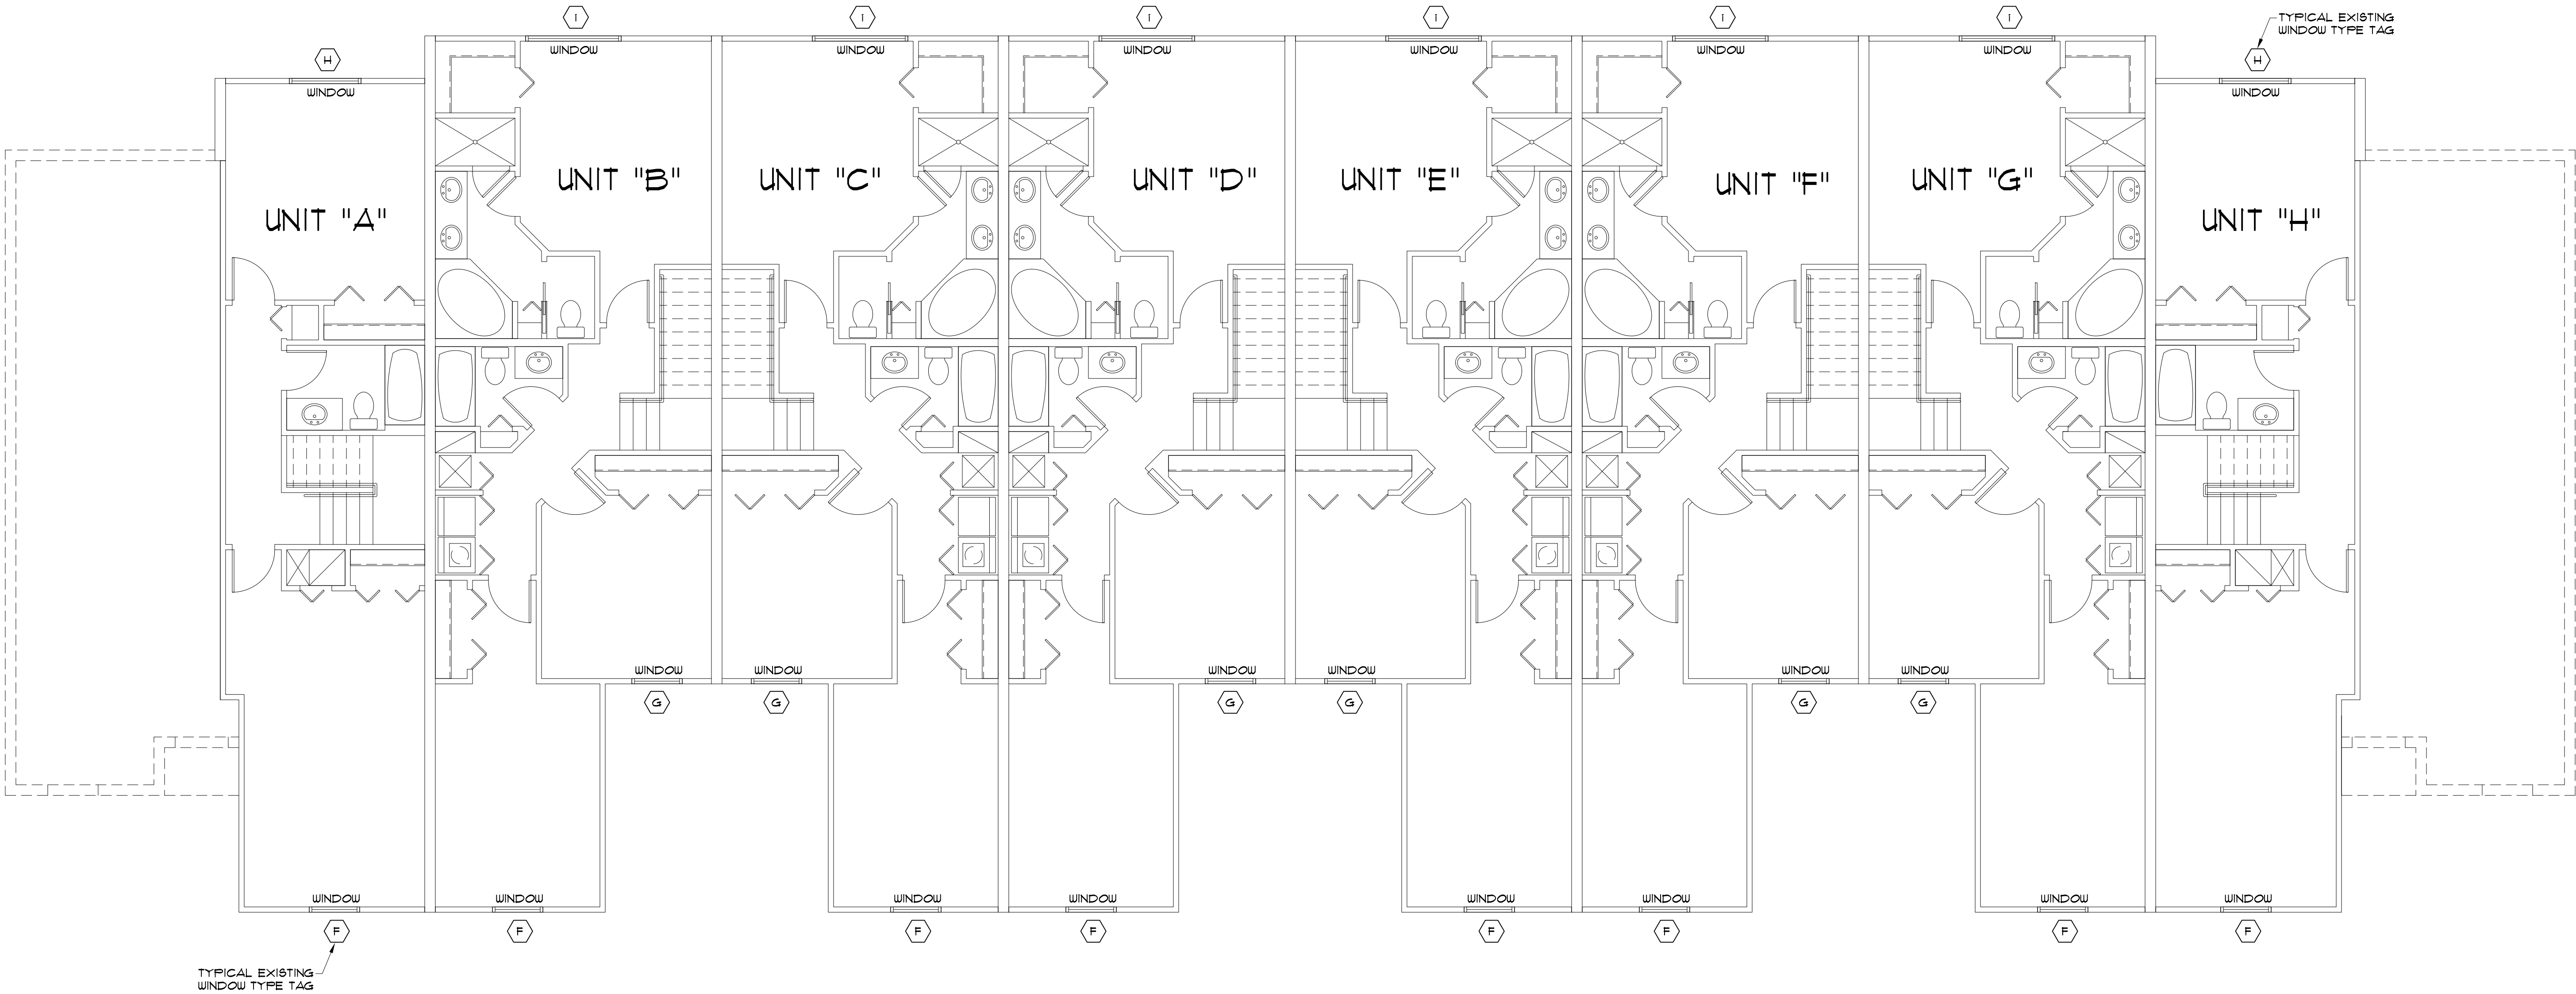 I I I I I I
TYPICAL EXISTING
WINDOW TYPE TAG
WINDOW WINDOW WINDOW WINDOW WINDOW WINDOW
H H
WINDOW WINDOW
UNIT "A" UNIT "B" UNIT "C" UNIT "D" UNIT "E" UNIT "F" UNIT "G" UNIT "H"
WINDOW WINDOW WINDOW WINDOW WINDOW WINDOW
G G G G G G
WINDOW WINDOW WINDOW WINDOW WINDOW WINDOW WINDOW WINDOW
F F F F F F F F
TYPICAL EXISTING
WINDOW TYPE TAG